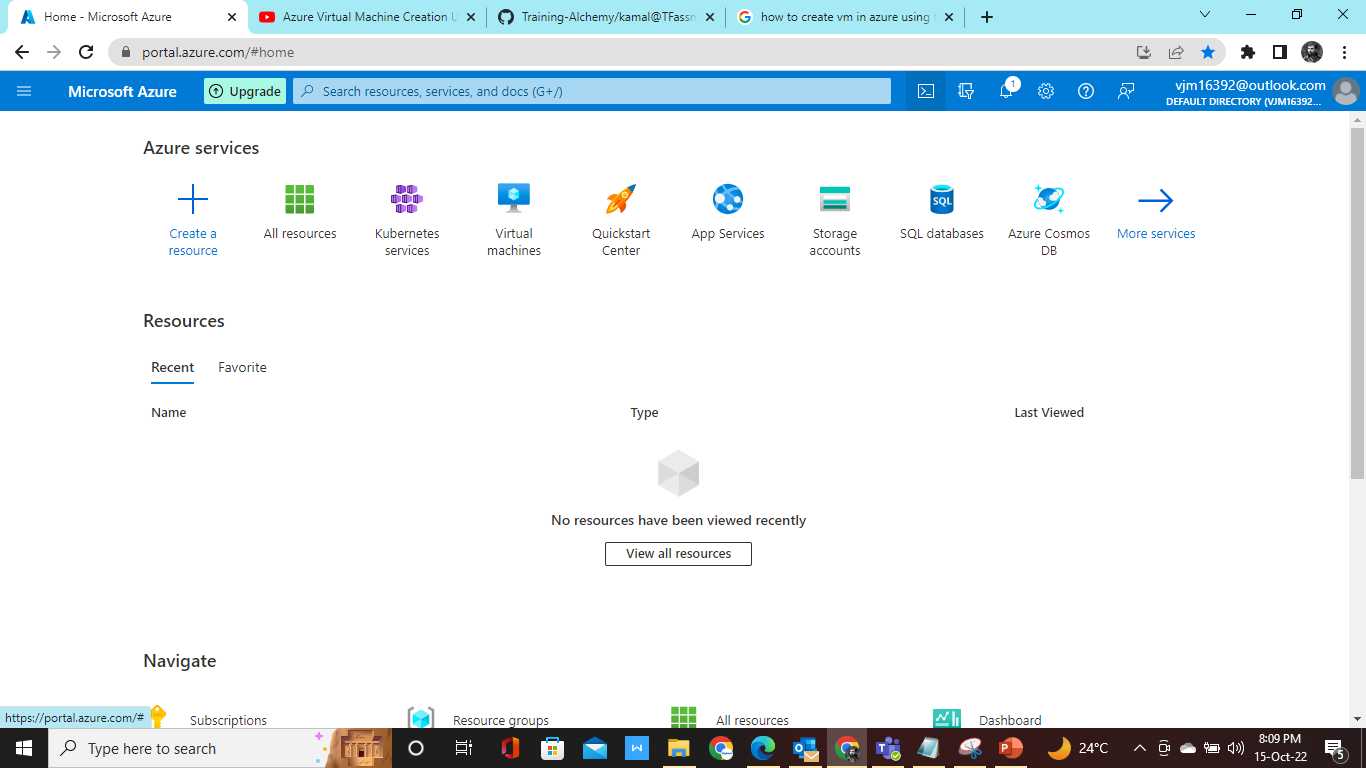 Home - Microsoft Azure
Azure Virtual Machine Creation U
Training-Alchemy/kamal@TFassm
how to create vm in azure using
portal.azure.com/#home
Microsoft Azure
Upgrade
Search resources, services, and docs (G+/)
1
vjm16392@outlook.com
DEFAULT DIRECTORY (VJM16392...
Azure services
Create a
resource
All resources
Kubernetes
services
Virtual
machines
Quickstart
Center
App Services
Storage
accounts
SQL
SQL databases
Azure Cosmos
DB
More services
Resources
Recent
Favorite
Name
Type
Last Viewed
No resources have been viewed recently
View all resources
Navigate
https://portal.azure.com/#
Subscriptions
Resource groups
All resources
Dashboard
Type here to search
24°C
8:09 PM
15-Oct-22
5